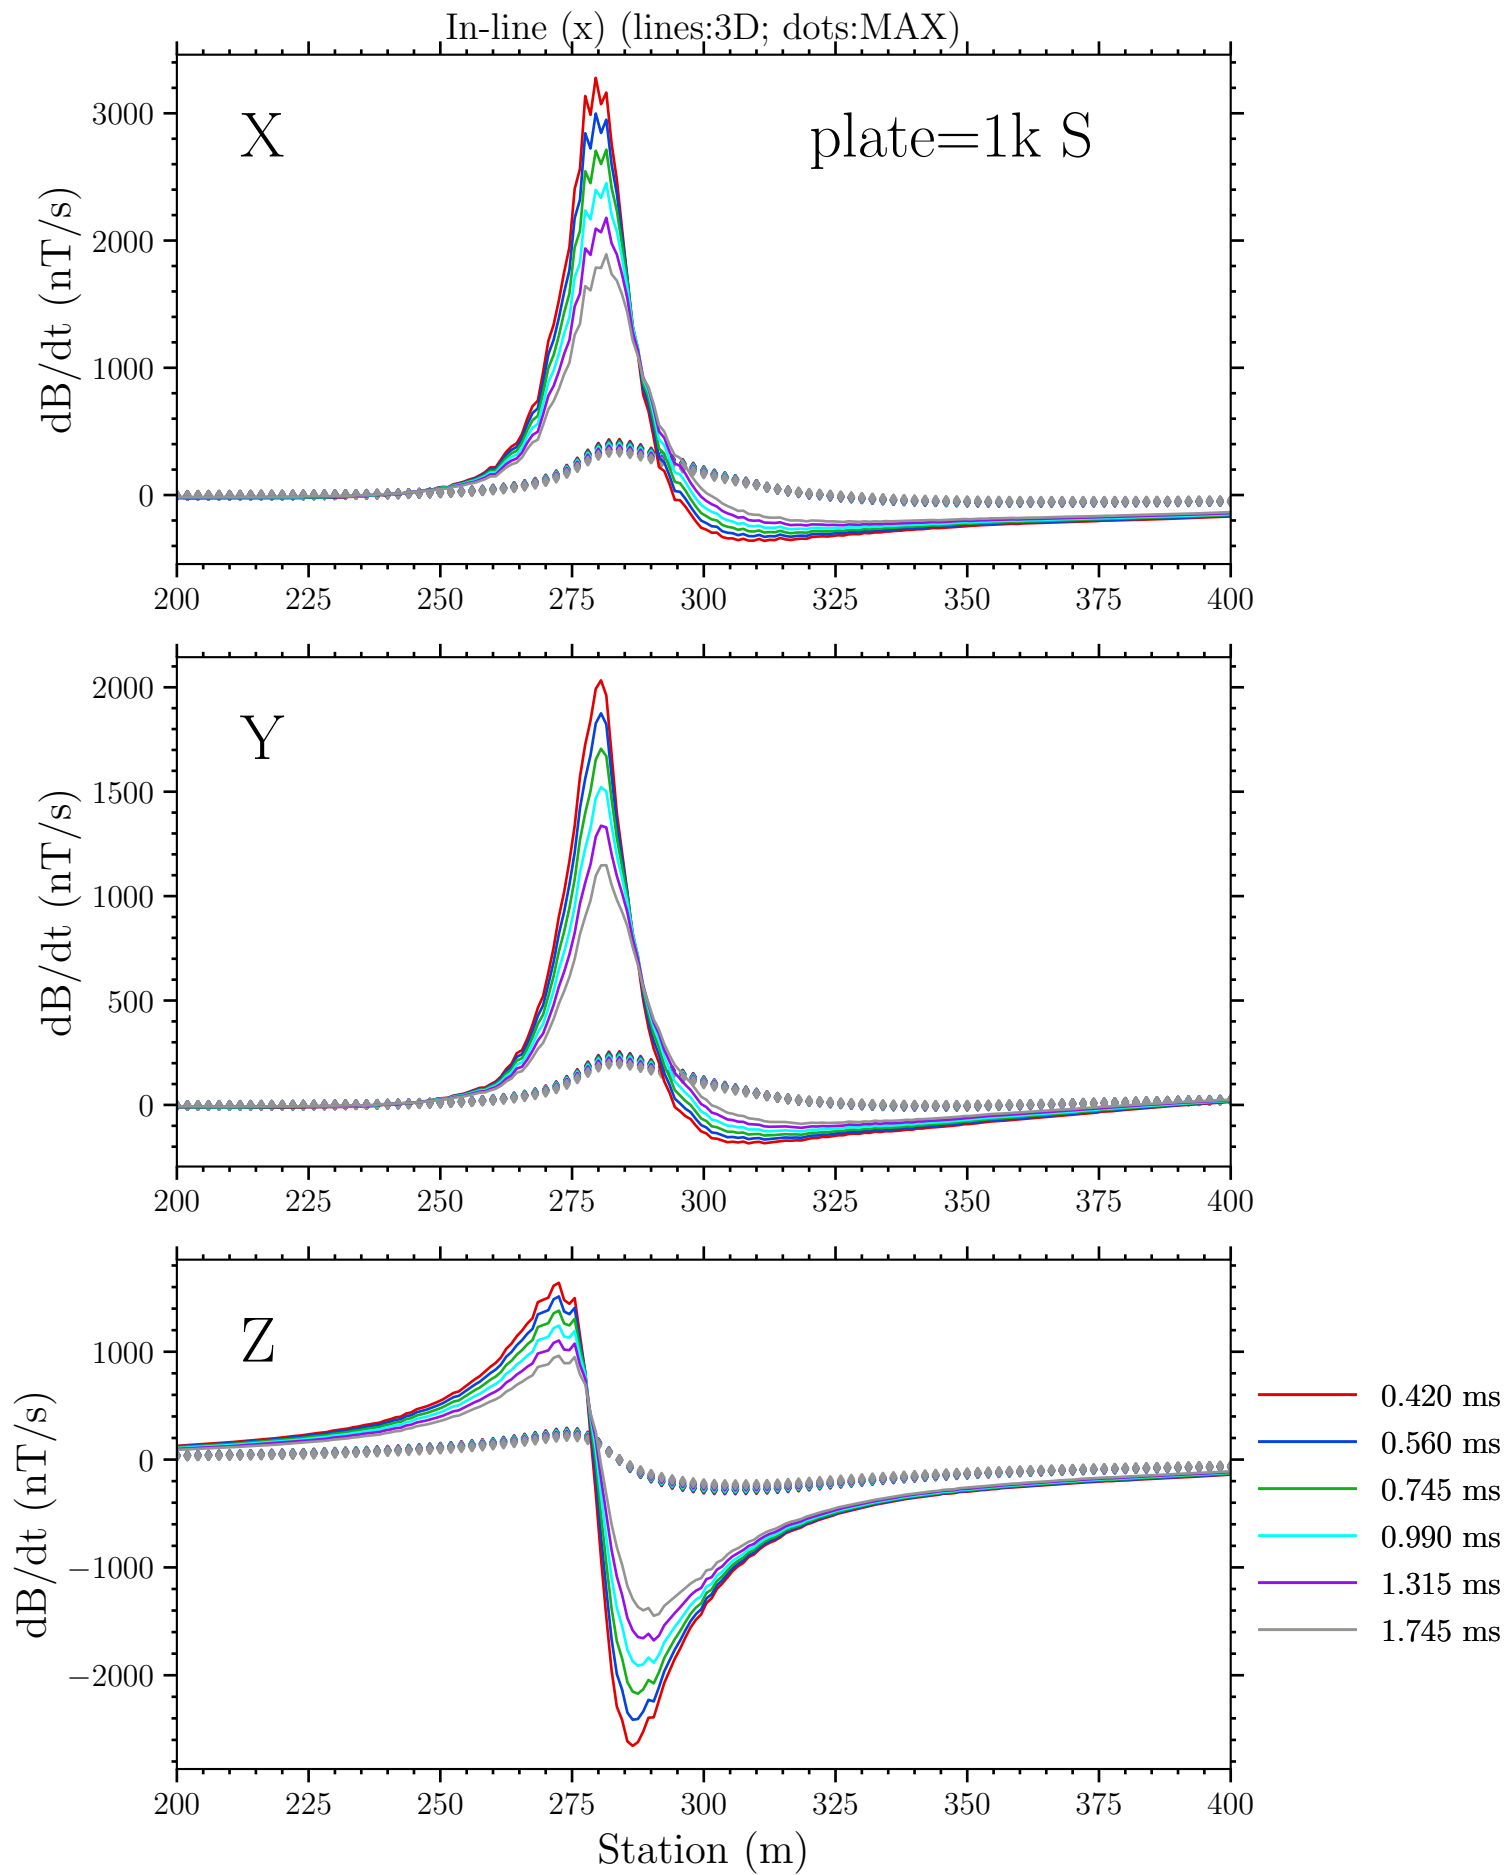 In-line (x) (lines:3D; dots:MAX)
X
plate=1k S
dB/dt (nT/s)
3000
2000
1000
0
200 225 250 275 300 325 350 375 400
Y
dB/dt (nT/s)
2000
1500
1000
500
0
200 225 250 275 300 325 350 375 400
Z
dB/dt (nT/s)
1000
0
−1000
−2000
200 225 250 275 300 325 350 375 400
Station (m)
0.420 ms
0.560 ms
0.745 ms
0.990 ms
1.315 ms
1.745 ms